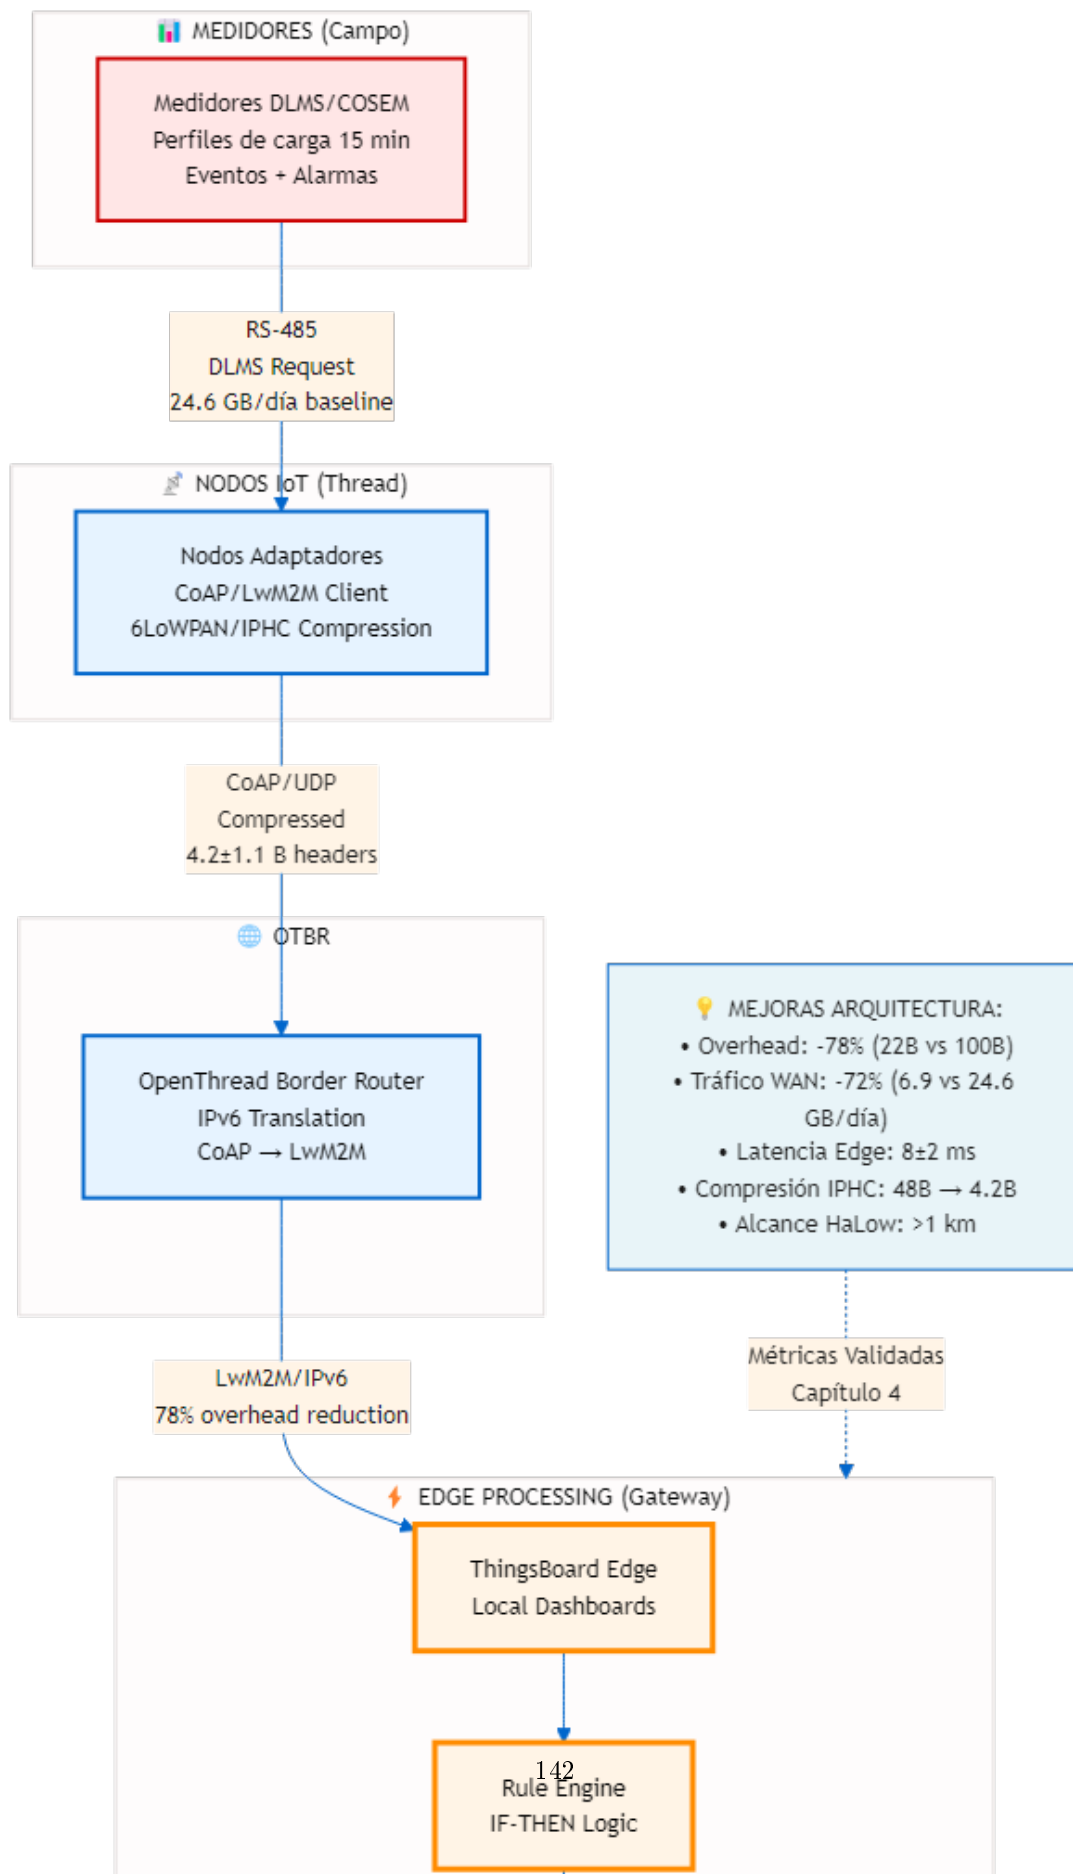 📊 MEDIDORES (Campo)
Medidores DLMS/COSEM
Perfiles de carga 15 min
Eventos + Alarmas
RS-485
DLMS Request
24.6 GB/día baseline
📡 NODOS IoT (Thread)
Nodos Adaptadores
CoAP/LwM2M Client
6LoWPAN/IPHC Compression
CoAP/UDP
Compressed
4.2±1.1 B headers
🌐 OTBR
OpenThread Border Router
IPv6 Translation
CoAP → LwM2M
💡 MEJORAS ARQUITECTURA:
• Overhead: -78% (22B vs 100B)
• Tráfico WAN: -72% (6.9 vs 24.6
GB/día)
• Latencia Edge: 8±2 ms
• Compresión IPHC: 48B → 4.2B
• Alcance HaLow: >1 km
Métricas Validadas
Capítulo 4
LwM2M/IPv6
78% overhead reduction
⚡ EDGE PROCESSING (Gateway)
ThingsBoard Edge
Local Dashboards
142
Rule Engine
IF-THEN Logic